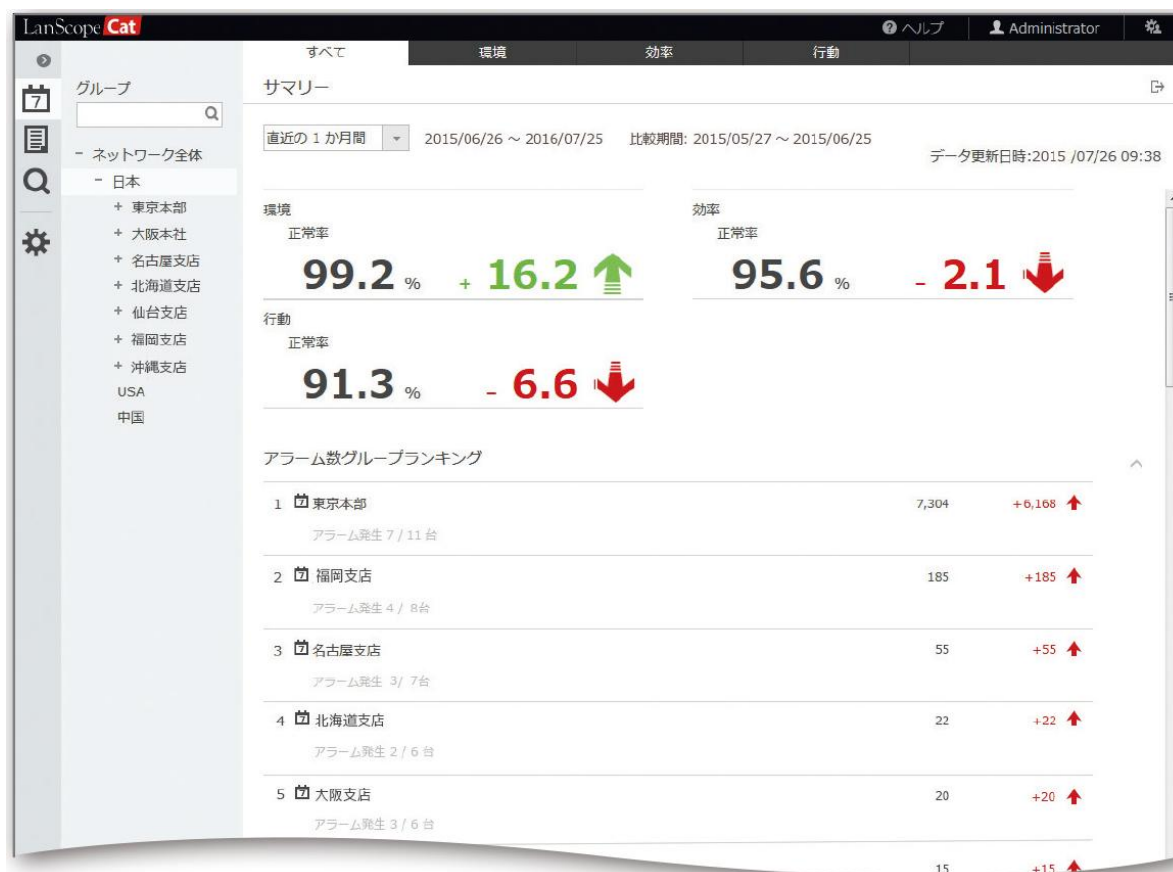 LanScope Cat
ヘルプ Administrator
すべて 環境 効率 行動
グループ
サマリー
直近の 1 か月間 2015/06/26 ～ 2016/07/25 比較期間: 2015/05/27 ～ 2015/06/25
データ更新日時:2015 /07/26 09:38
7
- ネットワーク全体
- 日本
+ 東京本部
+ 大阪本社
+ 名古屋支店
+ 北海道支店
+ 仙台支店
+ 福岡支店
+ 沖縄支店
USA
中国
環境
正常率
99.2 % + 16.2
効率
正常率
95.6 % - 2.1
行動
正常率
91.3 % - 6.6
アラーム数グループランキング
1 7 東京本部 7,304 +6,168
アラーム発生 7 / 11 台
2 7 福岡支店 185 +185
アラーム発生 4 / 8台
3 7 名古屋支店 55 +55
アラーム発生 3/ 7台
4 7 北海道支店 22 +22
アラーム発生 2 / 6 台
5 7 大阪支店 20 +20
アラーム発生 3 / 6 台
15 +15